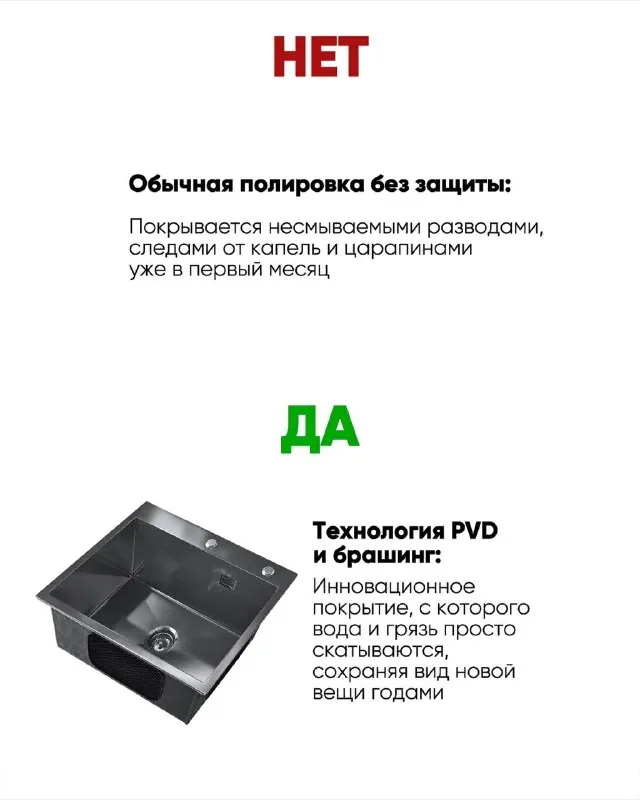 НЕТ
Обычная полировка без защиты:
Покрывается несмываемыми разводами,
следами от капель и царапинами
уже в первый месяц
ДА
Технология PVD
и брашинг:
Инновационное
покрытие, с которого
вода и грязь просто
скатываются,
сохраняя вид новой
вещи годами